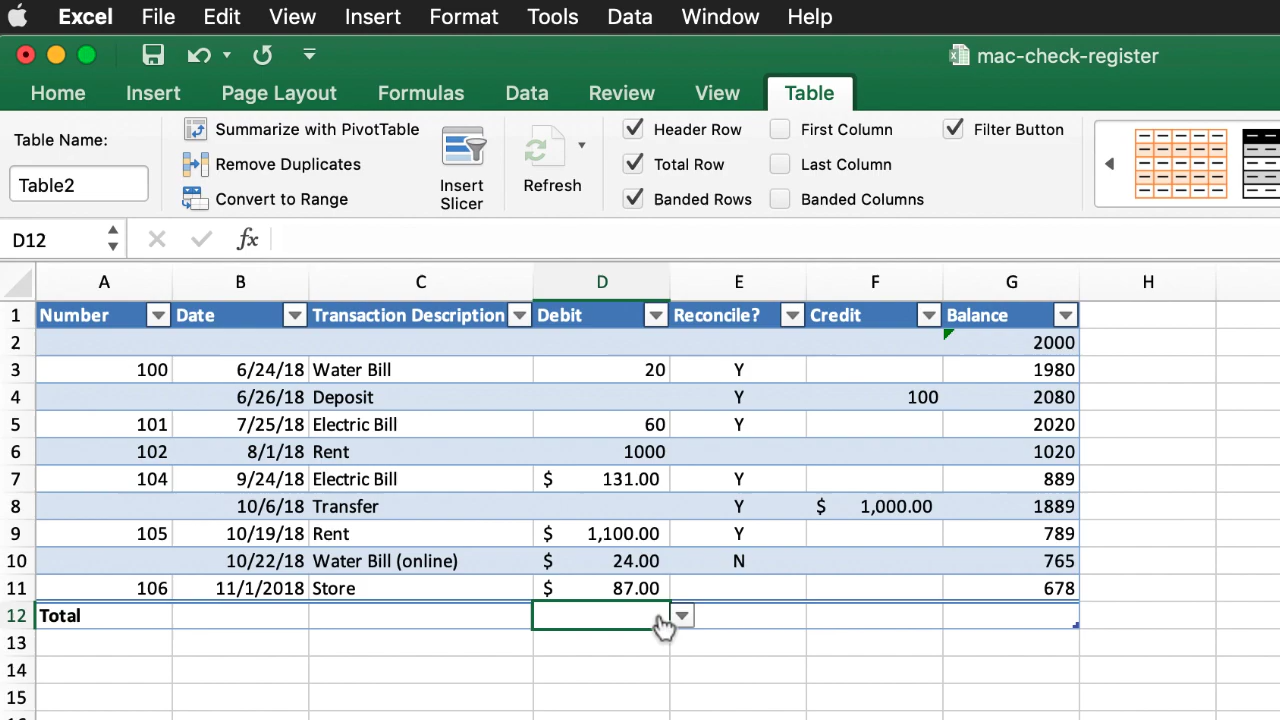 Excel File Edit View Insert Format Tools Data Window Help
mac-check-register
Home Insert Page Layout Formulas Data Review View Table
Table Name:
Table2
Summarize with PivotTable
Remove Duplicates
Convert to Range
Insert
Slicer
Refresh
Header Row
Total Row
Banded Rows
First Column
Last Column
Banded Columns
Filter Button
D12 fx
A B C D E F G H
1 Number Date Transaction Description Debit Reconcile? Credit Balance
2 2000
3 100 6/24/18 Water Bill 20 Y 1980
4 6/26/18 Deposit Y 100 2080
5 101 7/25/18 Electric Bill 60 Y 2020
6 102 8/1/18 Rent 1000 1020
7 104 9/24/18 Electric Bill $ 131.00 Y 889
8 10/6/18 Transfer Y $ 1,000.00 1889
9 105 10/19/18 Rent $ 1,100.00 Y 789
10 10/22/18 Water Bill (online) $ 24.00 N 765
11 106 11/1/2018 Store $ 87.00 678
12 Total
13
14
15